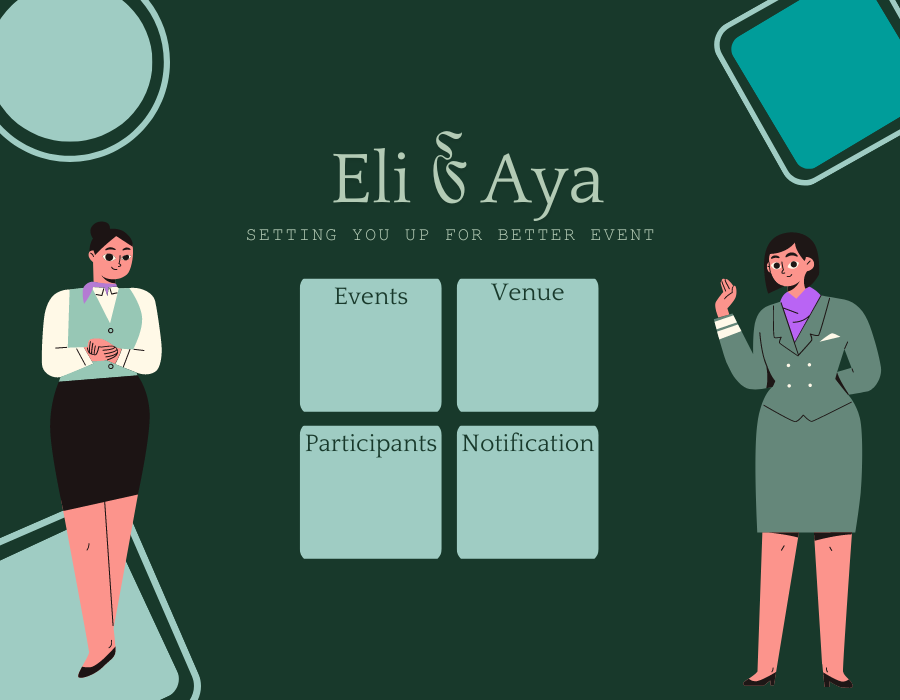 Eli & Aya
SETTING YOU UP FOR BETTER EVENT
Events
Venue
Participants
Notification